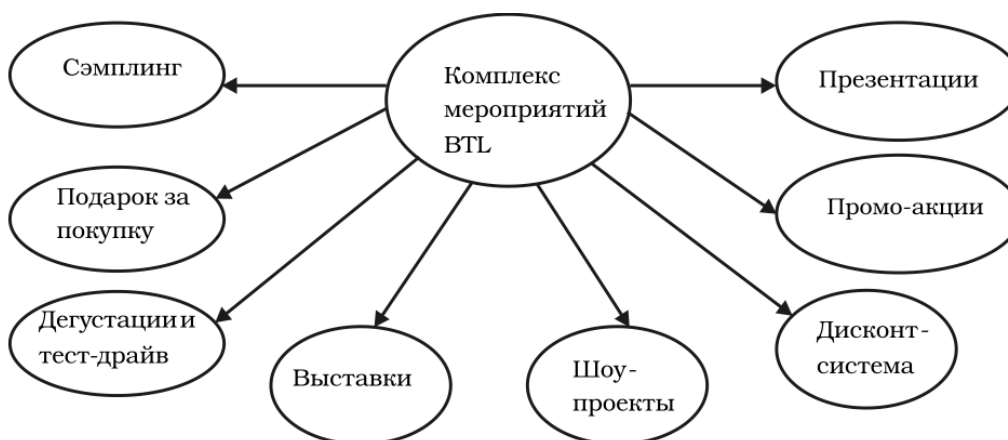 Сэмплинг
Комплекс
мероприятий
BTL
Презентации
Подарок за
покупку
Промо-акции
Дегустации и
тест-драйв
Выставки
Шоу-
проекты
Дисконт-
система